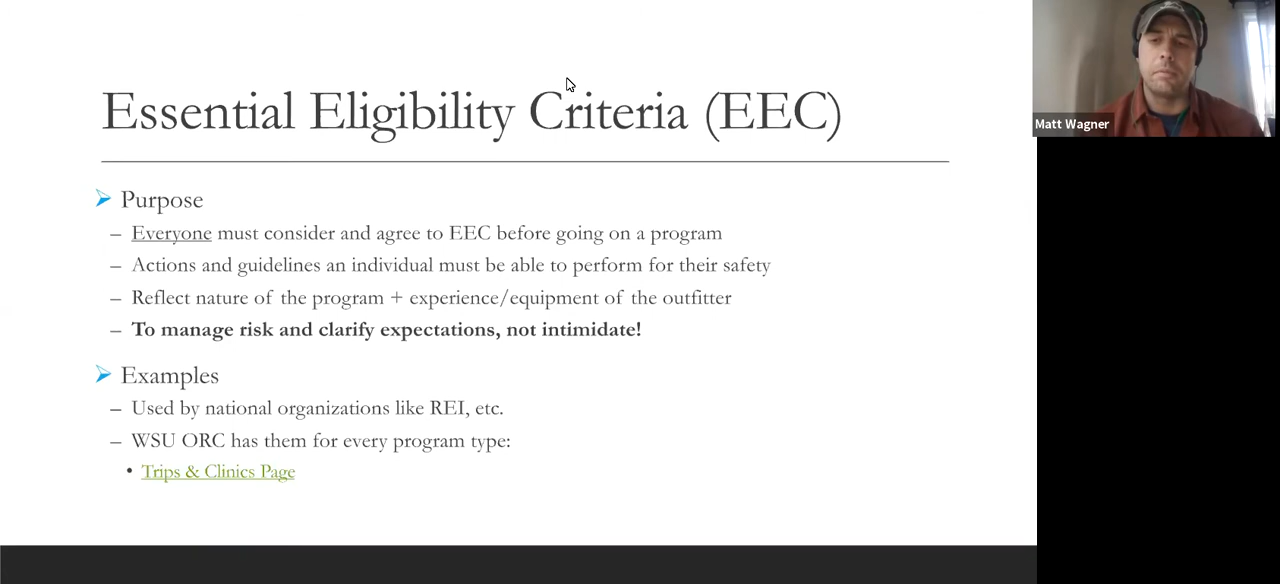 Essential Eligibility Criteria (EEC)
Matt Wagner
➢ Purpose
– Everyone must consider and agree to EEC before going on a program
– Actions and guidelines an individual must be able to perform for their safety
– Reflect nature of the program + experience/equipment of the outfitter
– To manage risk and clarify expectations, not intimidate!
➢ Examples
– Used by national organizations like REI, etc.
– WSU ORC has them for every program type:
• Trips & Clinics Page